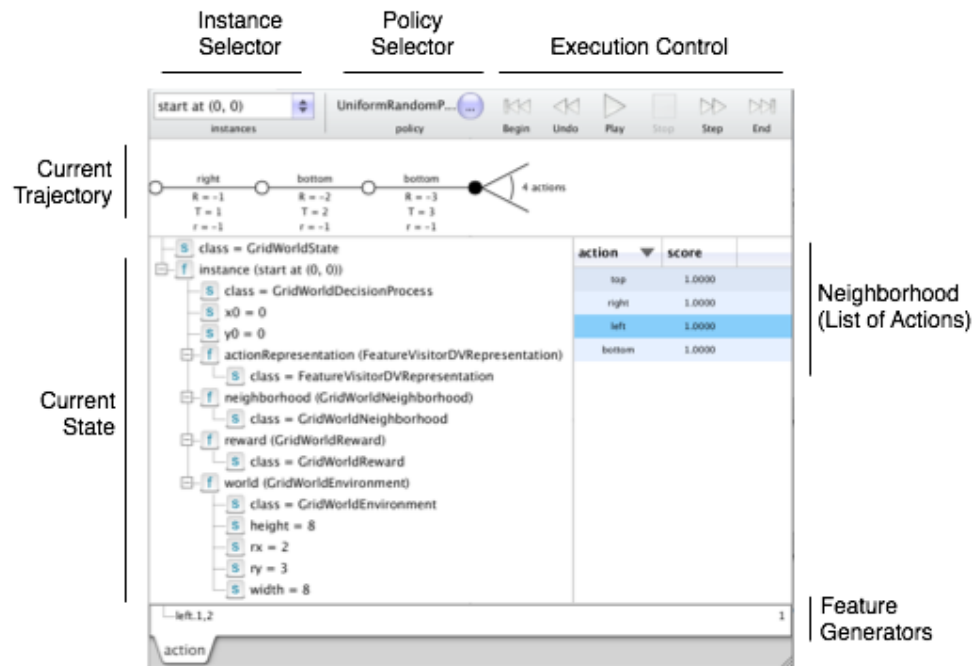 Instance
Selector
Policy
Selector
Execution Control
start at (0, 0)
instances
UniformRandomP... ...
policy
Begin
Undo
Play
Stop
Step
End
Current
Trajectory
right
R = -1
T = 1
r = -1
bottom
R = -2
T = 2
r = -1
bottom
R = -3
T = 3
r = -1
4 actions
Current
State
S class = GridWorldState
f instance (start at (0, 0))
S class = GridWorldDecisionProcess
S x0 = 0
S y0 = 0
f actionRepresentation (FeatureVisitorDVRepresentation)
S class = FeatureVisitorDVRepresentation
f neighborhood (GridWorldNeighborhood)
S class = GridWorldNeighborhood
f reward (GridWorldReward)
S class = GridWorldReward
f world (GridWorldEnvironment)
S class = GridWorldEnvironment
S height = 8
S rx = 2
S ry = 3
S width = 8
action score
top 1.0000
right 1.0000
left 1.0000
bottom 1.0000
Neighborhood
(List of Actions)
left.1,2 1
action
Feature
Generators